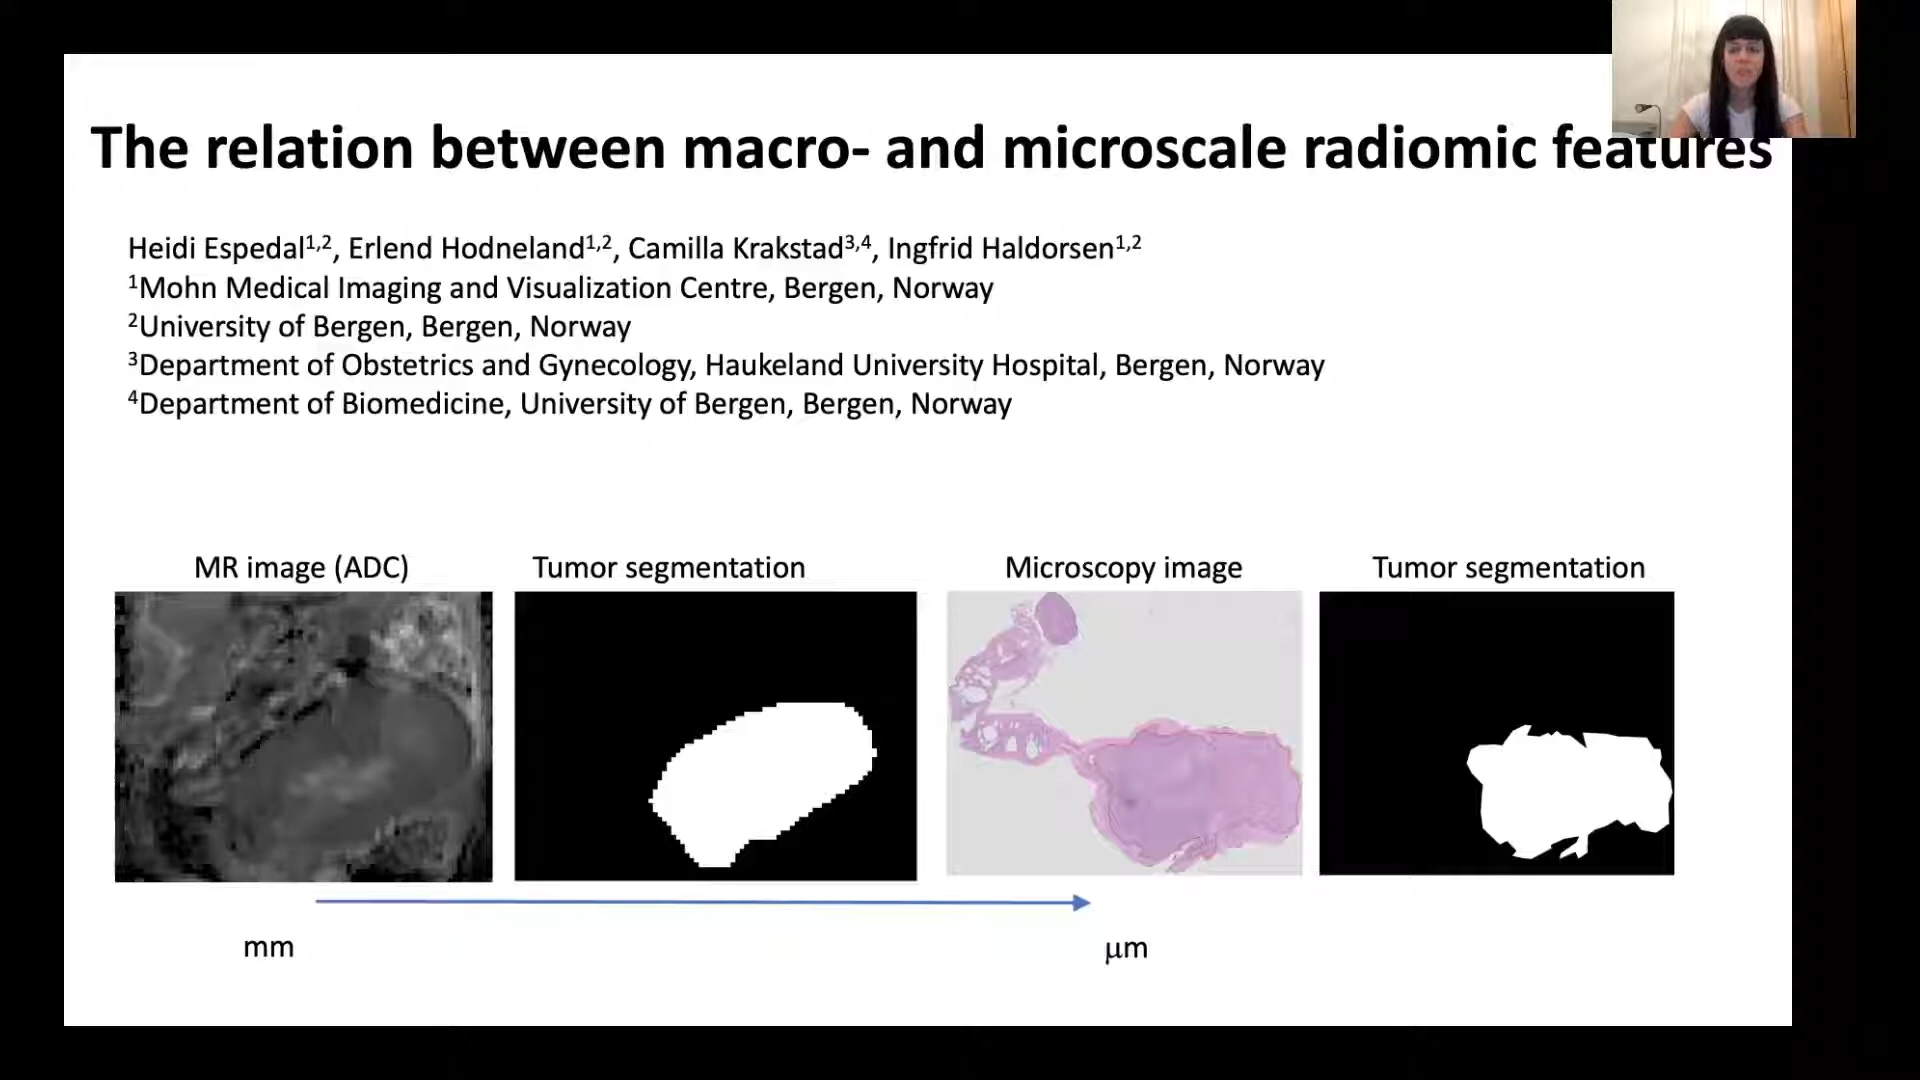 The relation between macro- and microscale radiomic features
Heidi Espedal1,2, Erlend Hodneland1,2, Camilla Krakstad3,4, Ingfrid Haldorsen1,2
1Mohn Medical Imaging and Visualization Centre, Bergen, Norway
2University of Bergen, Bergen, Norway
3Department of Obstetrics and Gynecology, Haukeland University Hospital, Bergen, Norway
4Department of Biomedicine, University of Bergen, Bergen, Norway
MR image (ADC)
Tumor segmentation
Microscopy image
Tumor segmentation
mm
μm